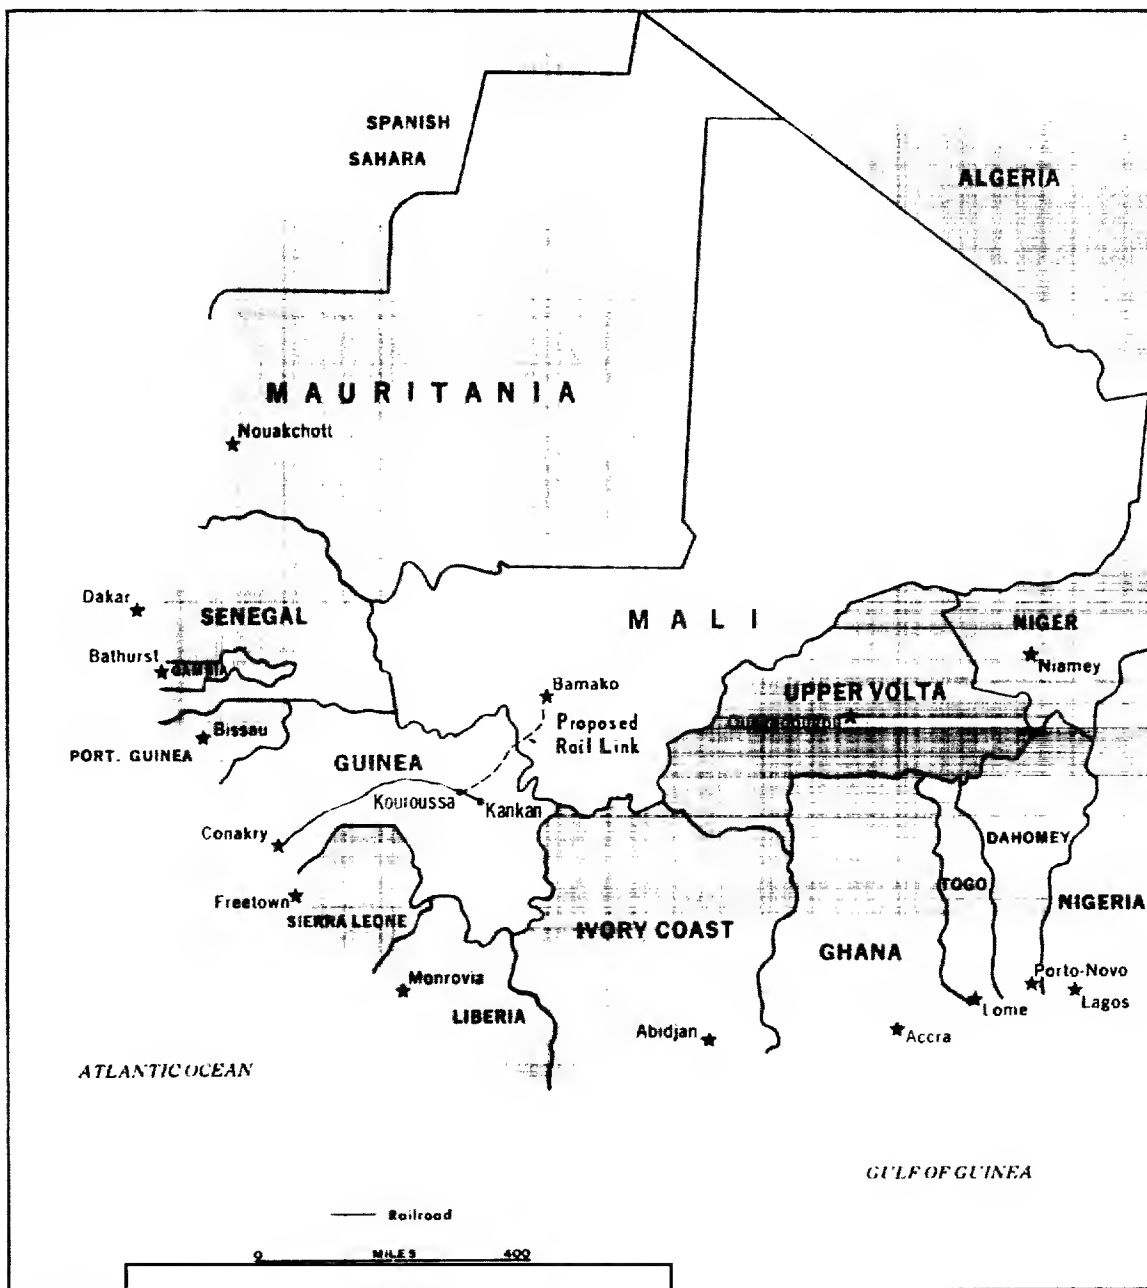 SPANISH
SAHARA
ALGERIA
MAURITANIA
Nouakchott
Dakar
SENEGAL
MALI
NIGER
Bathurst
GAMBIA
Niamey
Bamako
UPPER VOLTA
Proposed
Rail Link
Bissau
PORT. GUINEA
GUINEA
Kouroussa
Kankan
Conakry
DAHOMEY
TOGO
Freetown
SIERRA LEONE
NIGERIA
IVORY COAST
GHANA
Monrovia
Porto-Novo
Lagos
Lome
LIBERIA
Abidjan
Accra
ATLANTIC OCEAN
GULF OF GUINEA
Railroad
0 MILES 400